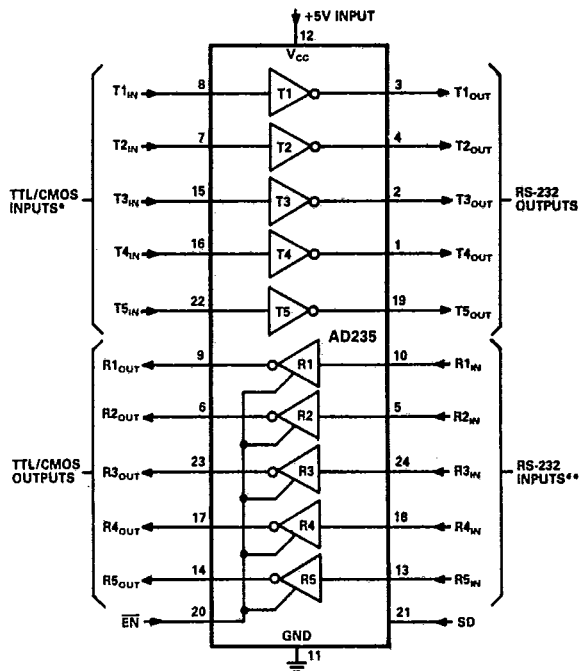 +5V INPUT
12
VCC
T1IN 8 T1 3 T1OUT
T2IN 7 T2 4 T2OUT
TTL/CMOS
INPUTS*
T3IN 15 T3 2 T3OUT
RS-232
OUTPUTS
T4IN 16 T4 1 T4OUT
T5IN 22 T5 19 T5OUT
AD235
R1OUT 9 R1 10 R1IN
R2OUT 6 R2 5 R2IN
TTL/CMOS
OUTPUTS
R3OUT 23 R3 24 R3IN
RS-232
INPUTS**
R4OUT 17 R4 18 R4IN
R5OUT 14 R5 13 R5IN
EN 20 21 SD
GND
11